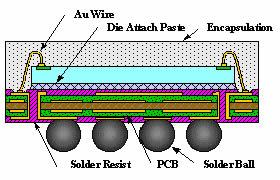 Au Wire
Die Attach Paste
Encapsulation
Solder Resist
PCB
Solder Ball